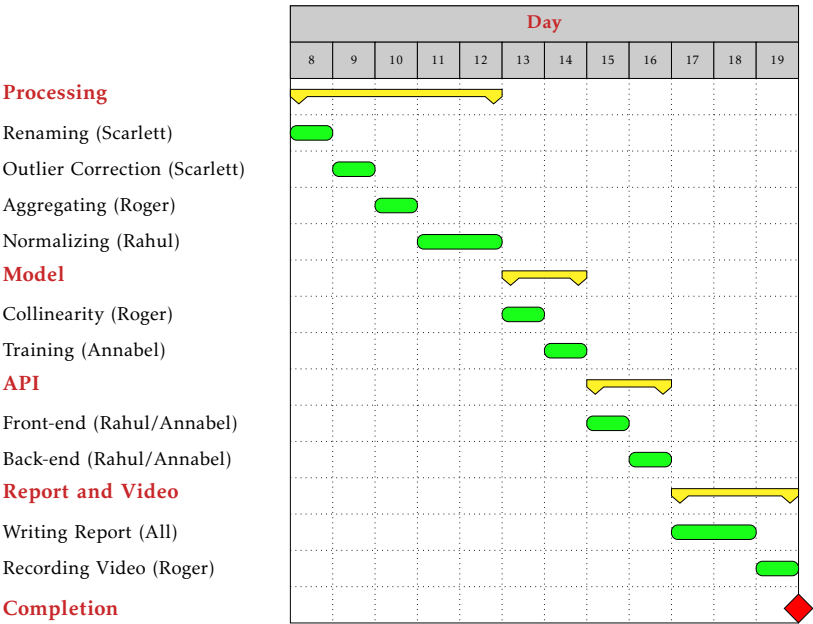 Day
8 9 10 11 12 13 14 15 16 17 18 19
Processing
Renaming (Scarlett)
Outlier Correction (Scarlett)
Aggregating (Roger)
Normalizing (Rahul)
Model
Collinearity (Roger)
Training (Annabel)
API
Front-end (Rahul/Annabel)
Back-end (Rahul/Annabel)
Report and Video
Writing Report (All)
Recording Video (Roger)
Completion